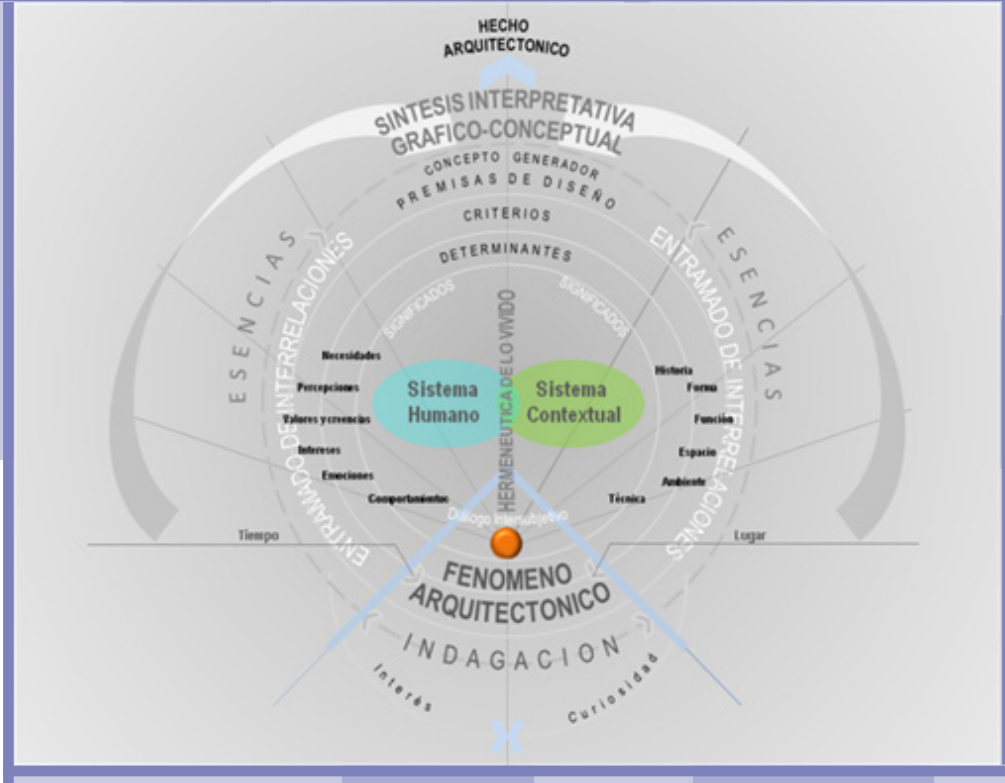 HECHO
ARQUITECTONICO
SINTESIS INTERPRETATIVA
GRAFICO-CONCEPTUAL
CONCEPTO GENERADOR
PREMISAS DE DISEÑO
CRITERIOS
DETERMINANTES
SIGNIFICADOS
SIGNIFICADOS
ESENCIAS
ESENCIAS
ENTRAMADO DE INTERRELACIONES
ENTRAMADO DE INTERRELACIONES
HERMENEUTICA DE LO VIVIDO
Necesidades
Percepciones
Valores y creencias
Intereses
Emociones
Comportamientos
Sistema
Humano
Sistema
Contextual
Historia
Forma
Función
Espacio
Ambiente
Técnica
Dialogo Intersubjetivo
Tiempo
Lugar
FENOMENO
ARQUITECTONICO
INDAGACION
Interés
Curiosidad